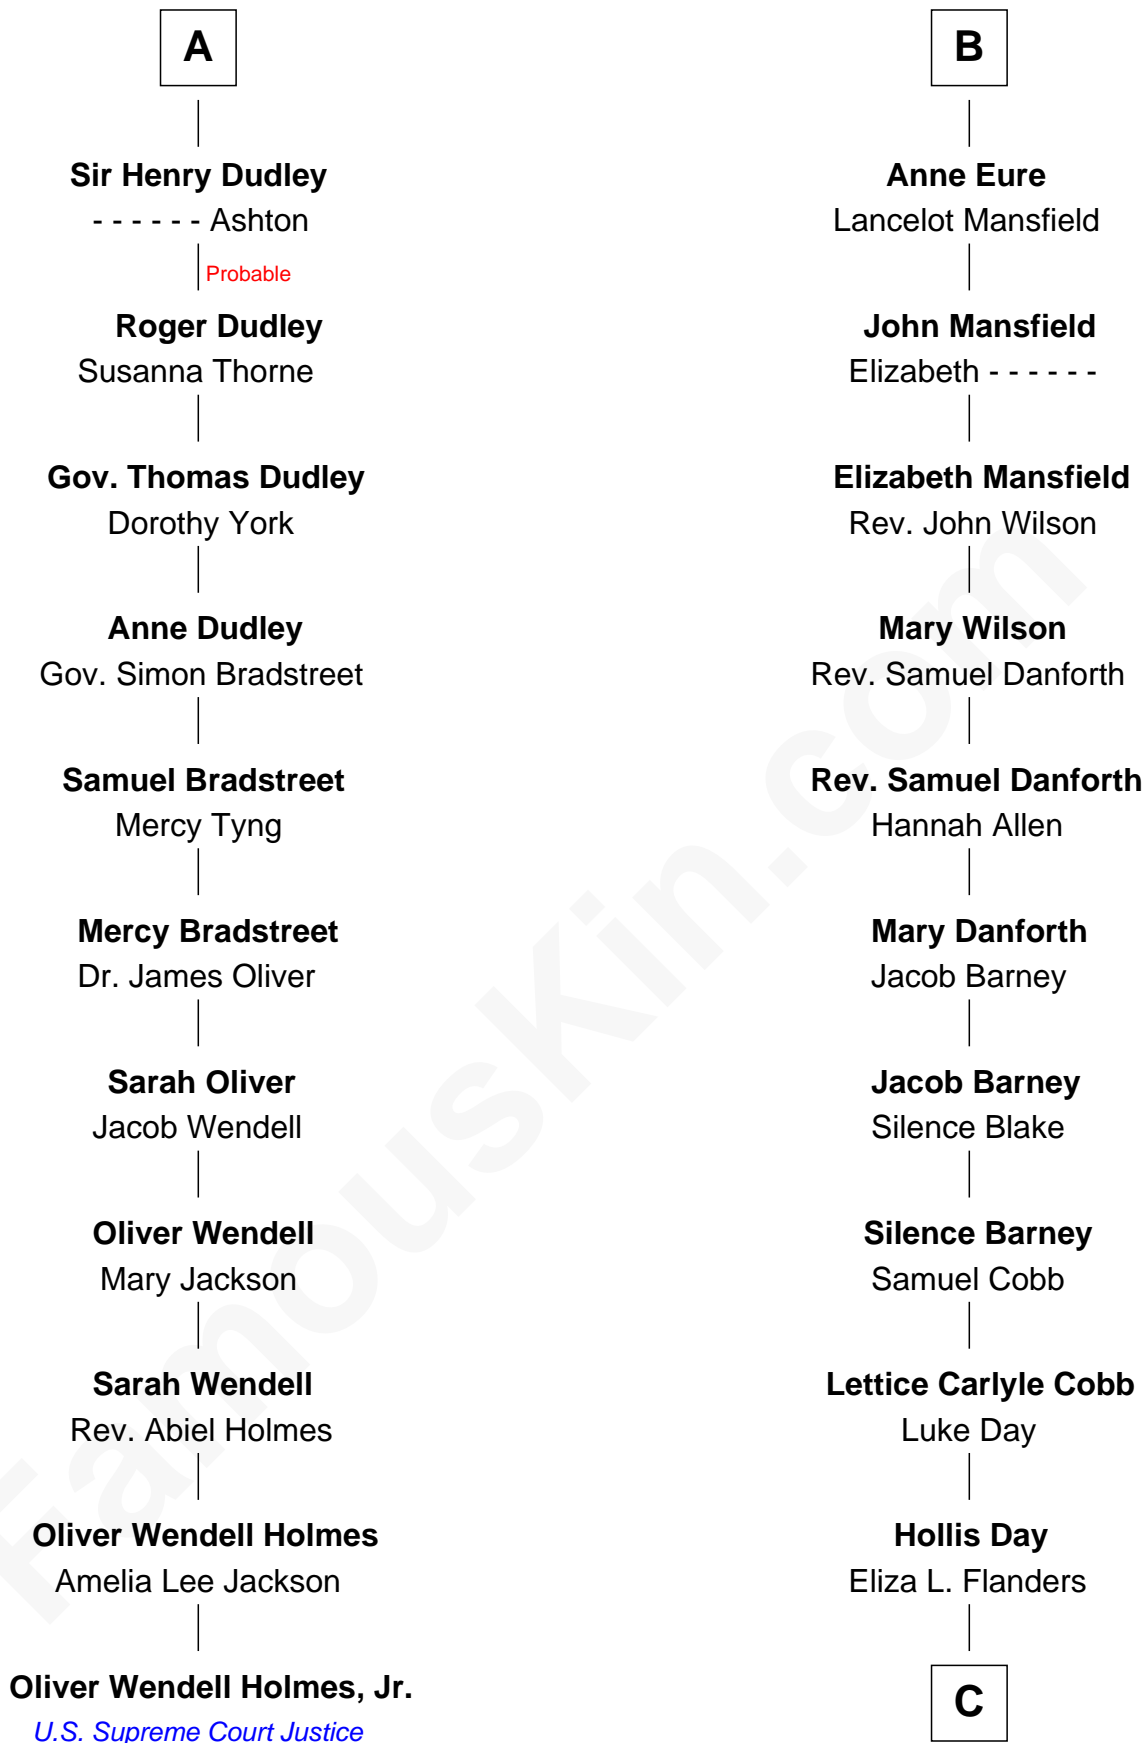 A
Sir Henry Dudley
- - - - - - Ashton
Probable
Roger Dudley
Susanna Thorne
Gov. Thomas Dudley
Dorothy York
Anne Dudley
Gov. Simon Bradstreet
Samuel Bradstreet
Mercy Tyng
Mercy Bradstreet
Dr. James Oliver
Sarah Oliver
Jacob Wendell
Oliver Wendell
Mary Jackson
Sarah Wendell
Rev. Abiel Holmes
Oliver Wendell Holmes
Amelia Lee Jackson
Oliver Wendell Holmes, Jr.
U.S. Supreme Court Justice
B
Anne Eure
Lancelot Mansfield
John Mansfield
Elizabeth - - - - - -
Elizabeth Mansfield
Rev. John Wilson
Mary Wilson
Rev. Samuel Danforth
Rev. Samuel Danforth
Hannah Allen
Mary Danforth
Jacob Barney
Jacob Barney
Silence Blake
Silence Barney
Samuel Cobb
Lettice Carlyle Cobb
Luke Day
Hollis Day
Eliza L. Flanders
C
FamousKin.com